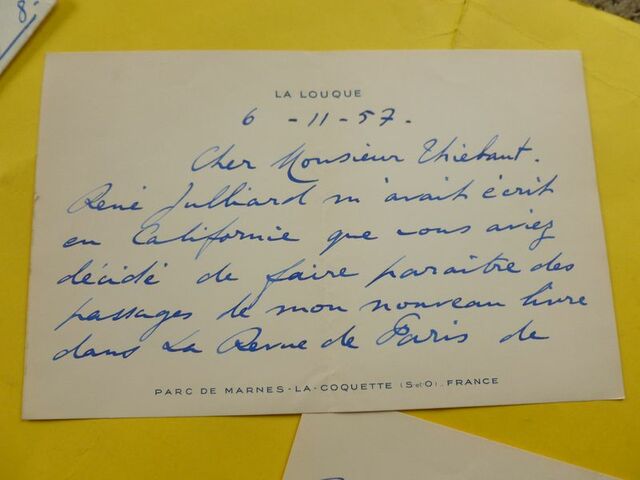 8.-
LA LOUQUE
6 - 11 - 57.
Cher Monsieur Thiébaut.
René Julliard m'avait écrit
en Californie que vous aviez
décidé de faire paraître des
passages de mon nouveau livre
dans La Revue de Paris de
PARC DE MARNES-LA-COQUETTE (S-et-O). FRANCE